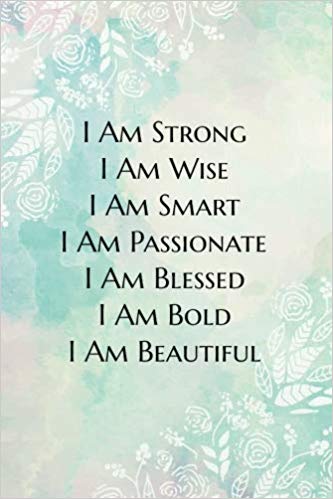 I Am Strong
I Am Wise
I Am Smart
I Am Passionate
I Am Blessed
I Am Bold
I Am Beautiful